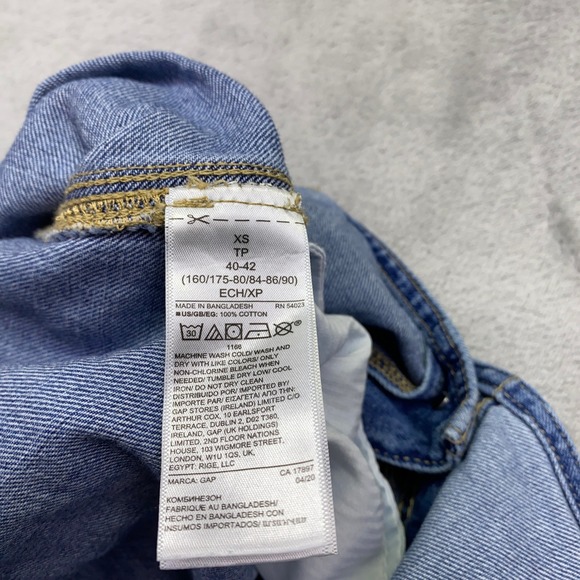 XS
TP
40-42
(160/175-80/84-86/90)
ECH/XP
MADE IN BANGLADESH RN 54023
■US/GB/EG: 100% COTTON
30
1166
MACHINE WASH COLD/ WASH AND
DRY WITH LIKE COLORS/ ONLY
NON-CHLORINE BLEACH WHEN
NEEDED/ TUMBLE DRY LOW/ COOL
IRON/ DO NOT DRY CLEAN
DISTRIBUIDO POR/ IMPORTED BY/
IMPORTÉ PAR/ ΕΙΣΑΓΕΤΑΙ ΑΠΟ ΤΗΝ:
GAP STORES (IRELAND) LIMITED C/O
ARTHUR COX, 10 EARLSFORT
TERRACE, DUBLIN 2, D02 T380,
IRELAND, GAP (UK HOLDINGS)
LIMITED, 2ND FLOOR NATIONS
HOUSE, 103 WIGMORE STREET,
LONDON, W1U 1QS, UK,
EGYPT: RIGE, LLC
MARCA: GAP CA 17897
04/20
КОМБИНЕЗОН
FABRIQUÉ AU BANGLADESH/
HECHO EN BANGLADESH CON
INSUMOS IMPORTADOS/